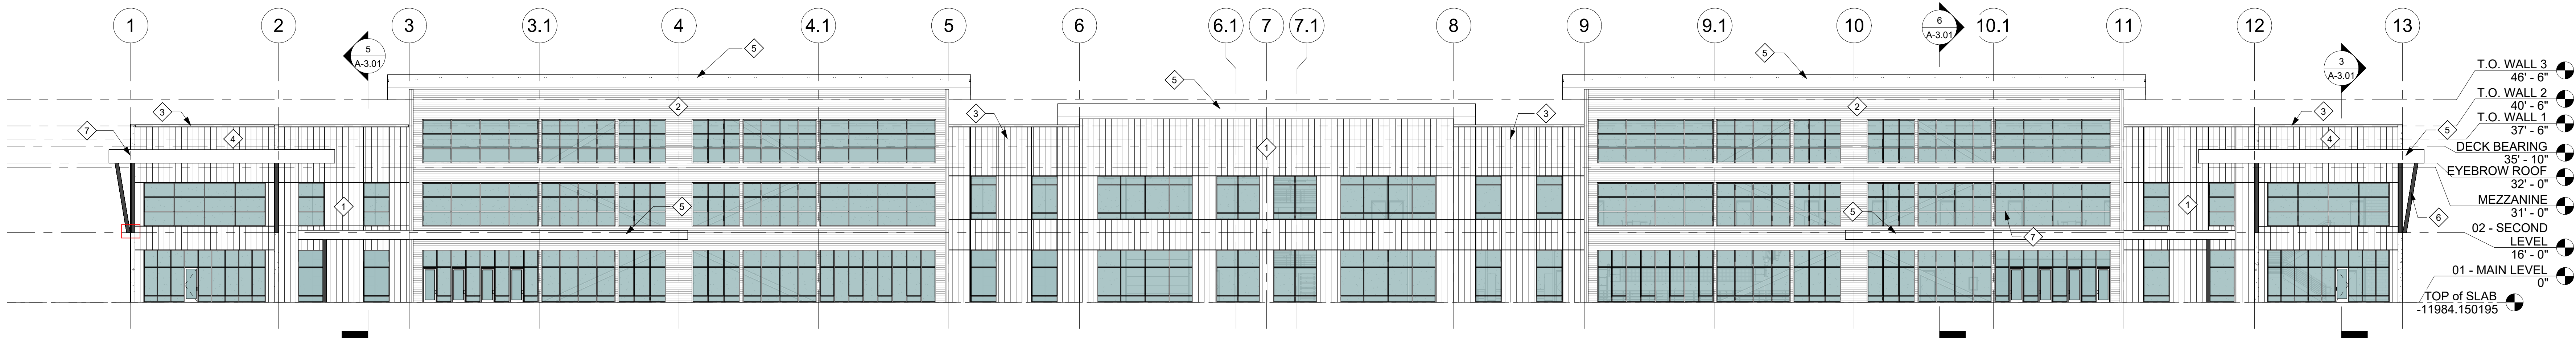 1 2 3 3.1 4 4.1 5 6 6.1 7 7.1 8 9 9.1 10 10.1 11 12 13
5
A-3.01
6
A-3.01
3
A-3.01
5
5
5
3
2
3
3
2
3
7
4
1
4
5
1
5
1
5
7
6
T.O. WALL 3
46' - 6"
T.O. WALL 2
40' - 6"
T.O. WALL 1
37' - 6"
DECK BEARING
35' - 10"
EYEBROW ROOF
32' - 0"
MEZZANINE
31' - 0"
02 - SECOND
LEVEL
16' - 0"
01 - MAIN LEVEL
0"
TOP of SLAB
-11984.150195